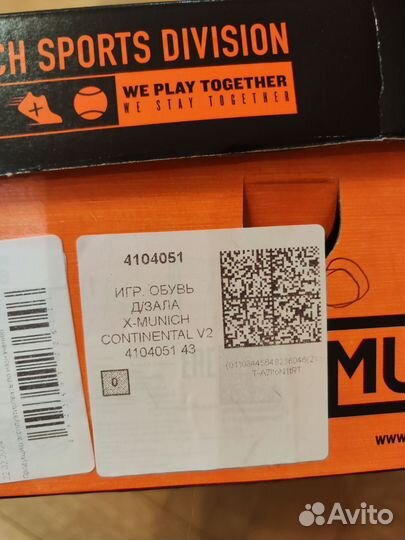 CH SPORTS DIVISION
WE PLAY TOGETHER
WE STAY TOGETHER
4104051
ИГР. ОБУВЬ
Д/ЗАЛА
X-MUNICH
CONTINENTAL V2
4104051 43
0
MU
www.
Avito